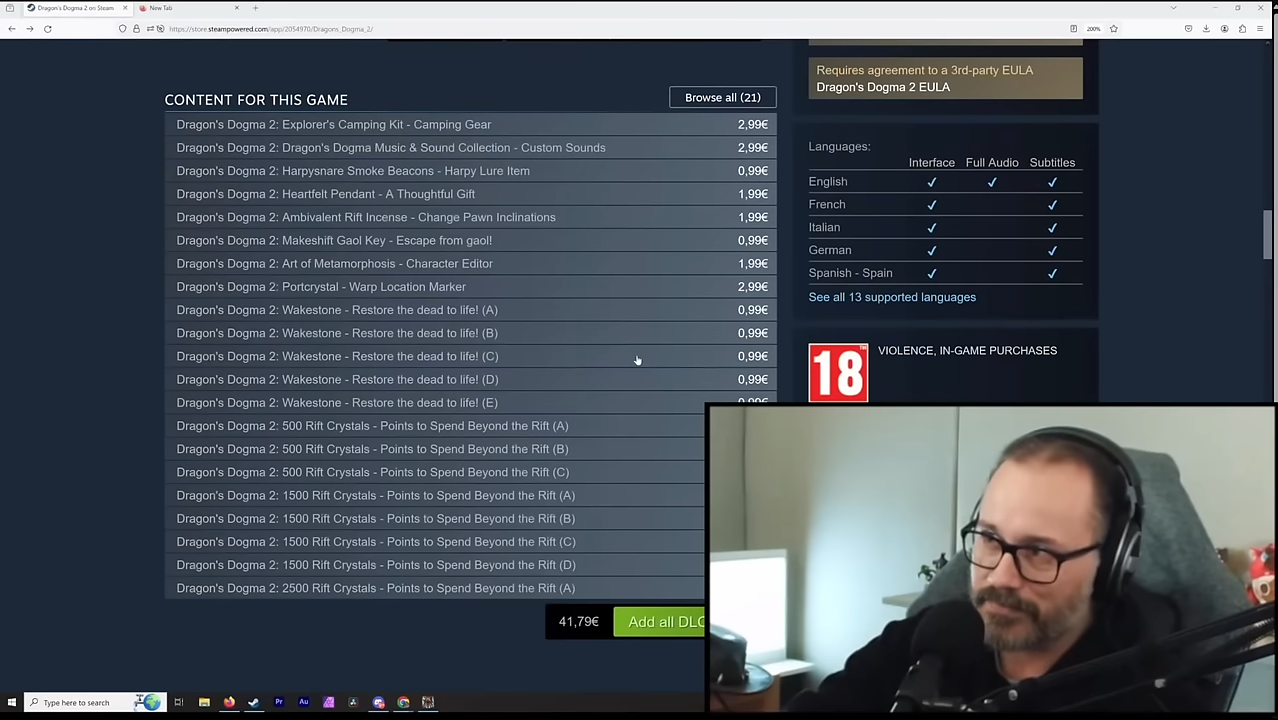 Dragon's Dogma 2 on Steam
New Tab
https://store.steampowered.com/app/2054970/Dragons_Dogma_2/
200%
CONTENT FOR THIS GAME
Browse all (21)
Dragon's Dogma 2: Explorer's Camping Kit - Camping Gear 2,99€
Dragon's Dogma 2: Dragon's Dogma Music & Sound Collection - Custom Sounds 2,99€
Dragon's Dogma 2: Harpysnare Smoke Beacons - Harpy Lure Item 0,99€
Dragon's Dogma 2: Heartfelt Pendant - A Thoughtful Gift 1,99€
Dragon's Dogma 2: Ambivalent Rift Incense - Change Pawn Inclinations 1,99€
Dragon's Dogma 2: Makeshift Gaol Key - Escape from gaol! 0,99€
Dragon's Dogma 2: Art of Metamorphosis - Character Editor 1,99€
Dragon's Dogma 2: Portcrystal - Warp Location Marker 2,99€
Dragon's Dogma 2: Wakestone - Restore the dead to life! (A) 0,99€
Dragon's Dogma 2: Wakestone - Restore the dead to life! (B) 0,99€
Dragon's Dogma 2: Wakestone - Restore the dead to life! (C) 0,99€
Dragon's Dogma 2: Wakestone - Restore the dead to life! (D) 0,99€
Dragon's Dogma 2: Wakestone - Restore the dead to life! (E) 0,99€
Dragon's Dogma 2: 500 Rift Crystals - Points to Spend Beyond the Rift (A)
Dragon's Dogma 2: 500 Rift Crystals - Points to Spend Beyond the Rift (B)
Dragon's Dogma 2: 500 Rift Crystals - Points to Spend Beyond the Rift (C)
Dragon's Dogma 2: 1500 Rift Crystals - Points to Spend Beyond the Rift (A)
Dragon's Dogma 2: 1500 Rift Crystals - Points to Spend Beyond the Rift (B)
Dragon's Dogma 2: 1500 Rift Crystals - Points to Spend Beyond the Rift (C)
Dragon's Dogma 2: 1500 Rift Crystals - Points to Spend Beyond the Rift (D)
Dragon's Dogma 2: 2500 Rift Crystals - Points to Spend Beyond the Rift (A)
41,79€
Add all DLC
Requires agreement to a 3rd-party EULA
Dragon's Dogma 2 EULA
Languages:
Interface Full Audio Subtitles
English
French
Italian
German
Spanish - Spain
See all 13 supported languages
18
VIOLENCE, IN-GAME PURCHASES
Type here to search
Pr
Au